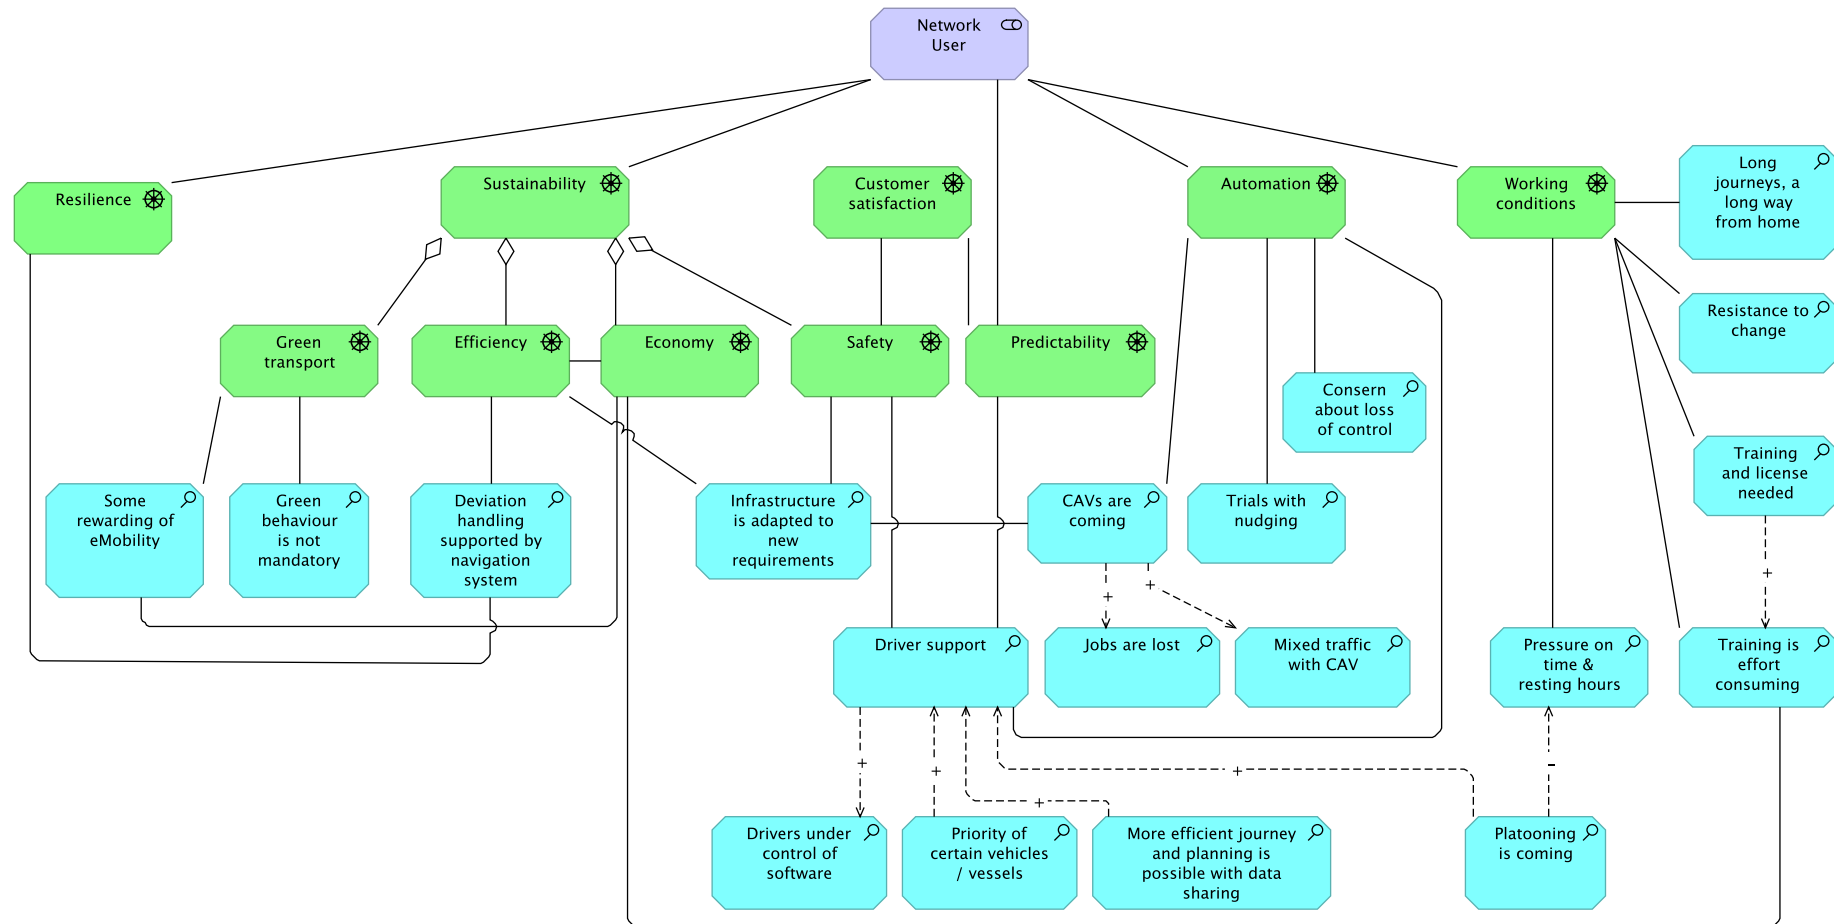 Network
User
Resilience
Sustainability
Customer
satisfaction
Automation
Working
conditions
Long
journeys, a
long way
from home
Green
transport
Efficiency
Economy
Safety
Predictability
Resistance to
change
Consern
about loss
of control
Training
and license
needed
Some
rewarding of
eMobility
Green
behaviour
is not
mandatory
Deviation
handling
supported by
navigation
system
Infrastructure
is adapted to
new
requirements
CAVs are
coming
Trials with
nudging
+
+
+
Driver support
Jobs are lost
Mixed traffic
with CAV
Pressure on
time &
resting hours
Training is
effort
consuming
+
+
+
+
-
Drivers under
control of
software
Priority of
certain vehicles
/ vessels
More efficient journey
and planning is
possible with data
sharing
Platooning
is coming